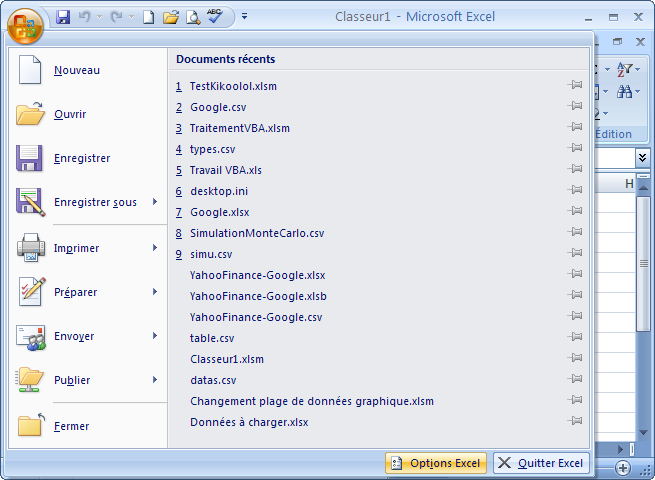 Classeur1 - Microsoft Excel
ABC
Documents récents
Nouveau
Ouvrir
Enregistrer
Enregistrer sous
Imprimer
Préparer
Envoyer
Publier
Fermer
1 TestKikoolol.xlsm
2 Google.csv
3 TraitementVBA.xlsm
4 types.csv
5 Travail VBA.xls
6 desktop.ini
7 Google.xlsx
8 SimulationMonteCarlo.csv
9 simu.csv
YahooFinance-Google.xlsx
YahooFinance-Google.xlsb
YahooFinance-Google.csv
table.csv
Classeur1.xlsm
datas.csv
Changement plage de données graphique.xlsm
Données à charger.xlsx
Édition
H
Options Excel
Quitter Excel